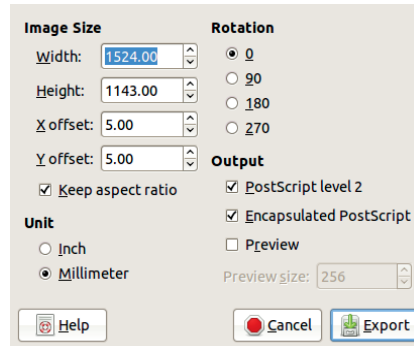 Image Size
Width: 1524.00
Height: 1143.00
X offset: 5.00
Y offset: 5.00
Keep aspect ratio
Unit
Inch
Millimeter
Rotation
0
90
180
270
Output
PostScript level 2
Encapsulated PostScript
Preview
Preview size: 256
Help
Cancel
Export